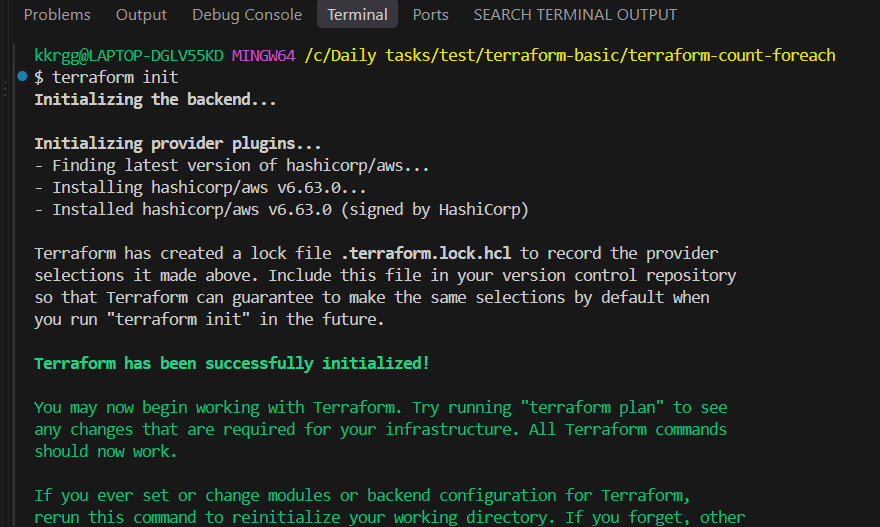 Problems Output Debug Console Terminal Ports SEARCH TERMINAL OUTPUT
kkrgg@LAPTOP-DGLV55KD MINGW64 /c/Daily tasks/test/terraform-basic/terraform-count-foreach
$ terraform init
Initializing the backend...
Initializing provider plugins...
- Finding latest version of hashicorp/aws...
- Installing hashicorp/aws v6.63.0...
- Installed hashicorp/aws v6.63.0 (signed by HashiCorp)
Terraform has created a lock file .terraform.lock.hcl to record the provider
selections it made above. Include this file in your version control repository
so that Terraform can guarantee to make the same selections by default when
you run "terraform init" in the future.
Terraform has been successfully initialized!
You may now begin working with Terraform. Try running "terraform plan" to see
any changes that are required for your infrastructure. All Terraform commands
should now work.
If you ever set or change modules or backend configuration for Terraform,
rerun this command to reinitialize your working directory. If you forget, other